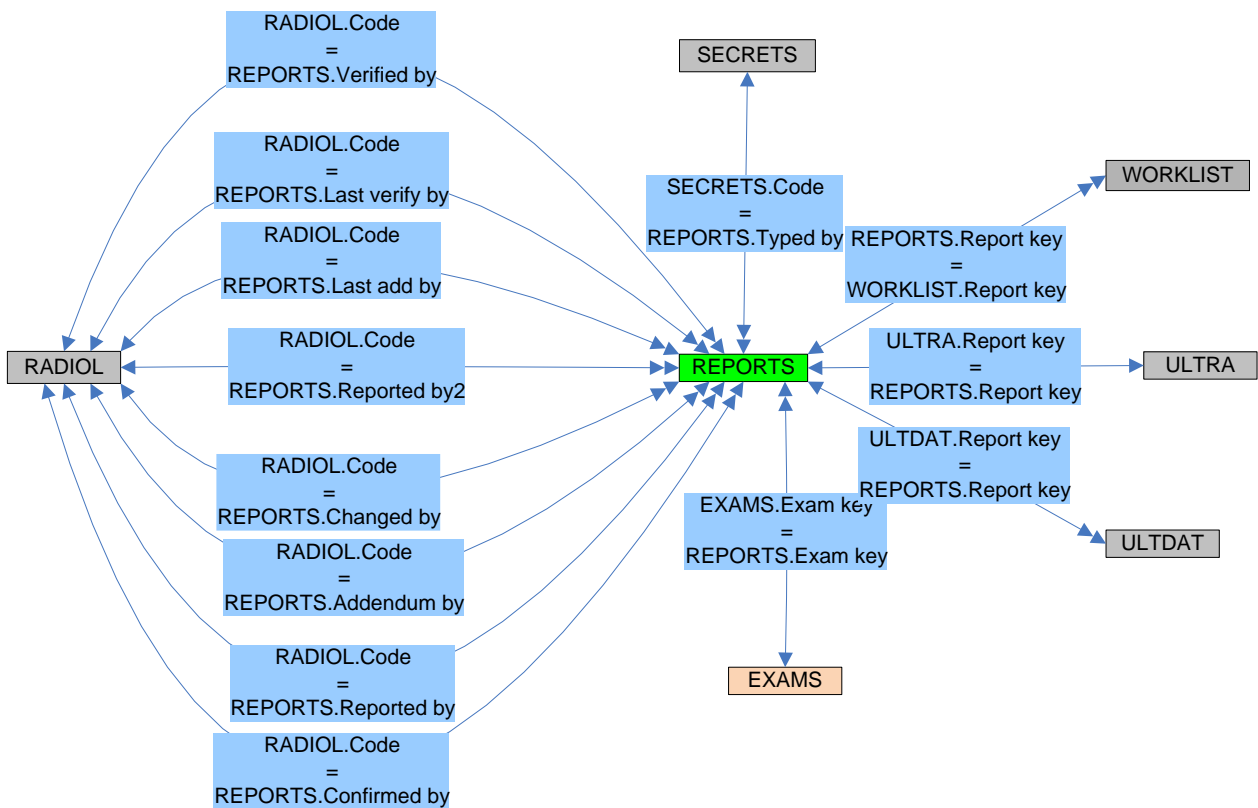 RADIOL.Code
=
REPORTS.Verified by
SECRETS
RADIOL.Code
=
REPORTS.Last verify by
SECRETS.Code
=
REPORTS.Typed by
WORKLIST
RADIOL.Code
=
REPORTS.Last add by
REPORTS.Report key
=
WORKLIST.Report key
RADIOL
RADIOL.Code
=
REPORTS.Reported by2
REPORTS
ULTRA.Report key
=
REPORTS.Report key
ULTRA
RADIOL.Code
=
REPORTS.Changed by
EXAMS.Exam key
=
REPORTS.Exam key
ULTDAT.Report key
=
REPORTS.Report key
ULTDAT
RADIOL.Code
=
REPORTS.Addendum by
RADIOL.Code
=
REPORTS.Reported by
EXAMS
RADIOL.Code
=
REPORTS.Confirmed by